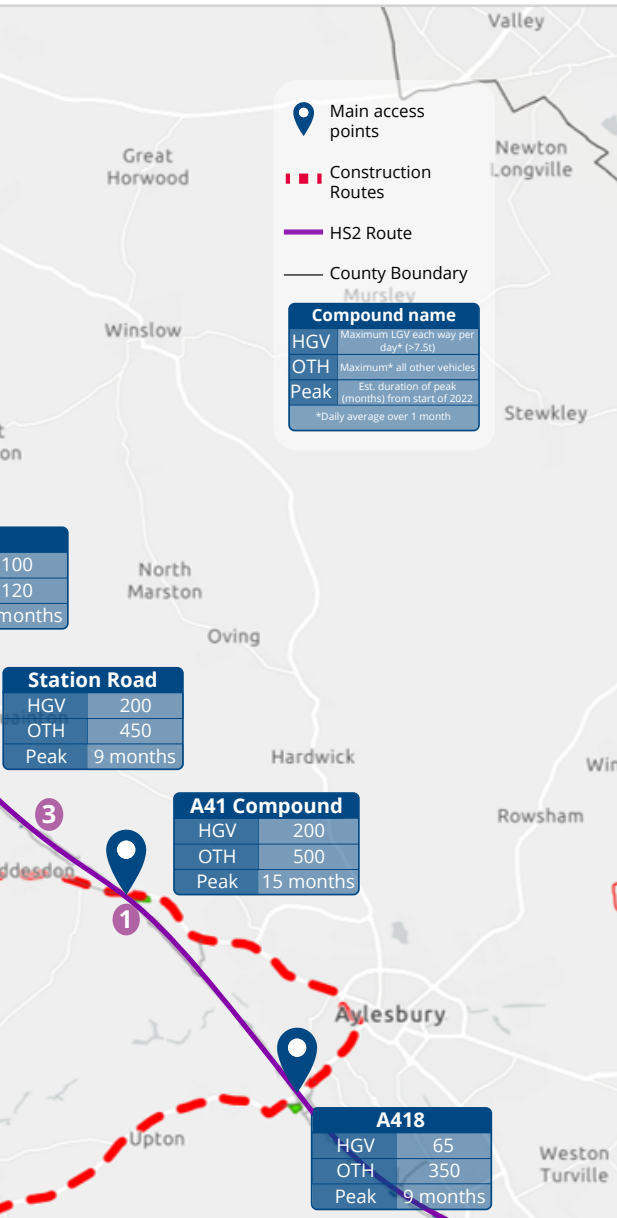 Valley
Main access
points
Great
Horwood
Newton
Longville
Construction
Routes
HS2 Route
County Boundary
Mursley
Compound name
HGV Maximum LGV each way per
day* (>7.5t)
OTH Maximum* all other vehicles
Peak Est. duration of peak
(months) from start of 2022
*Daily average over 1 month
Winslow
Stewkley
t
on
100
120
months
North
Marston
Oving
Station Road
HGV 200
OTH 450
Peak 9 months
uainton
Hardwick
Win
A41 Compound
HGV 200
OTH 500
Peak 15 months
3
Rowsham
ddesdon
1
Aylesbury
A418
HGV 65
OTH 350
Peak 9 months
Upton
Weston
Turville